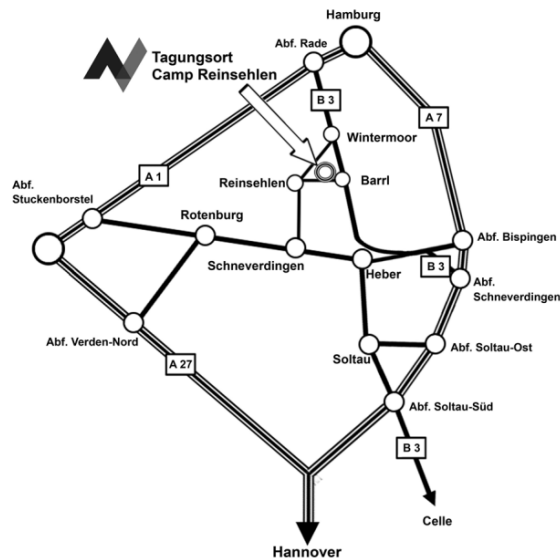 Hamburg
Abf. Rade
Tagungsort
Camp Reinsehlen
B 3
A 7
Wintermoor
A 1
Reinsehlen
Barrl
Abf.
Stuckenborstel
Rotenburg
Abf. Bispingen
Schneverdingen
Heber
B 3
Abf.
Schneverdingen
Abf. Verden-Nord
Soltau
Abf. Soltau-Ost
A 27
Abf. Soltau-Süd
B 3
Celle
Hannover